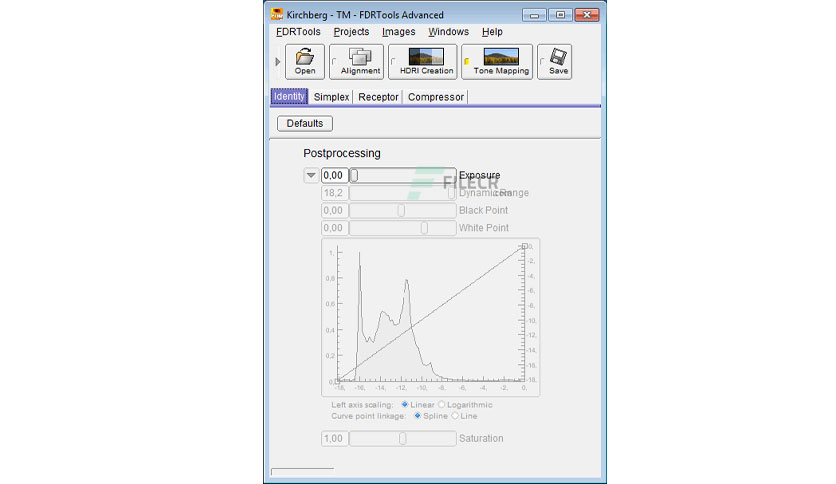 Kirchberg - TM - FDRTools Advanced
FDRTools Projects Images Windows Help
Open Alignment HDRI Creation Tone Mapping Save
Identity Simplex Receptor Compressor
Defaults
Postprocessing
0,00 Exposure
FILECR
18,2 Dynamic Range
.com
0,00 Black Point
0,00 White Point
1, 0,8 0,6 0,4 0,2 0,
0, -2, -4, -6, -8, -10, -12, -14, -16, -18,
-18, -16, -14, -12, -10, -8, -6, -4, -2, 0,
Left axis scaling: Linear Logarithmic
Curve point linkage: Spline Line
1,00 Saturation